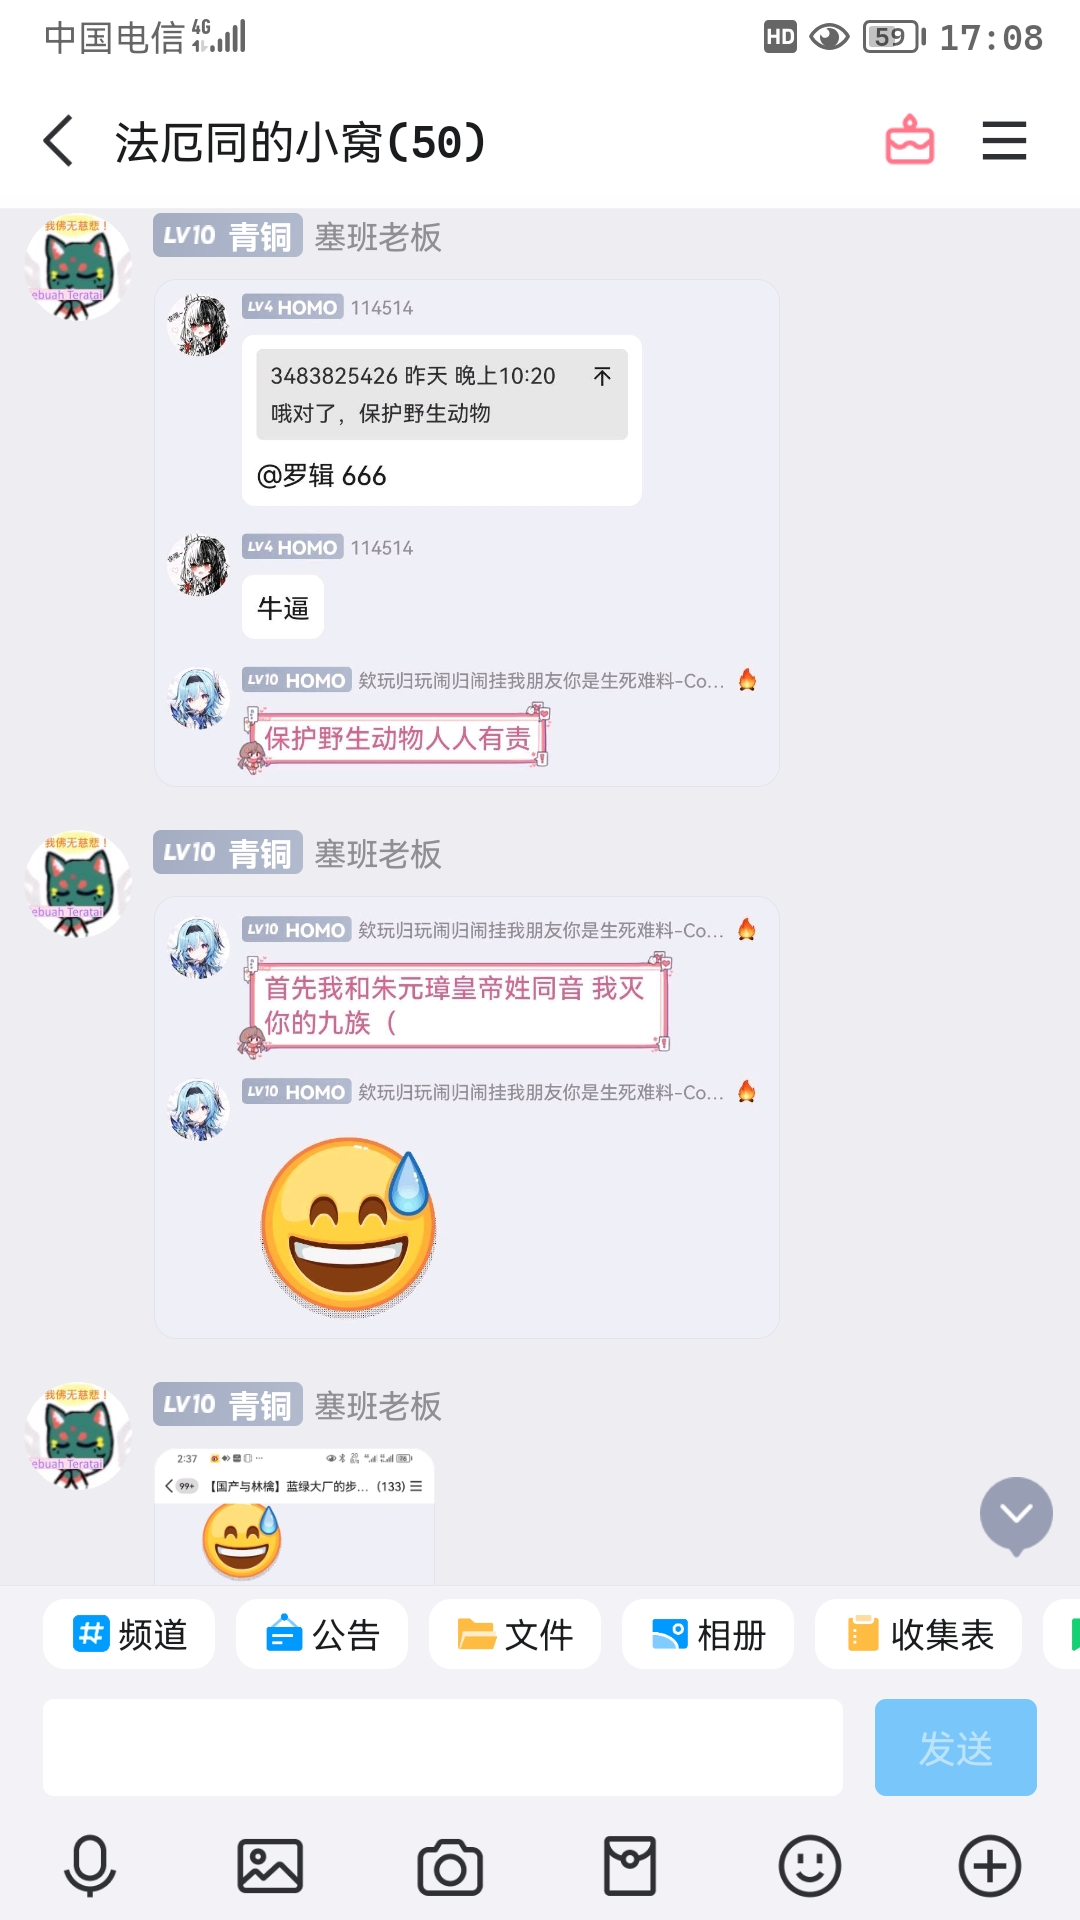 中国电信 4G HD 59 17:08
法厄同的小窝(50)
我佛无慈悲！
ebuah Teratai
LV10 青铜 塞班老板
LV4 HOMO 114514
3483825426 昨天 晚上10:20
哦对了，保护野生动物
@罗辑 666
LV4 HOMO 114514
牛逼
LV10 HOMO 欸玩归玩闹归闹挂我朋友你是生死难料-Co...
保护野生动物人人有责
我佛无慈悲！
ebuah Teratai
LV10 青铜 塞班老板
LV10 HOMO 欸玩归玩闹归闹挂我朋友你是生死难料-Co...
首先我和朱元璋皇帝姓同音 我灭
你的九族（
LV10 HOMO 欸玩归玩闹归闹挂我朋友你是生死难料-Co...
我佛无慈悲！
ebuah Teratai
LV10 青铜 塞班老板
2:37
99+ 【国产与林檎】蓝绿大厂的步... (133)
频道 公告 文件 相册 收集表
发送